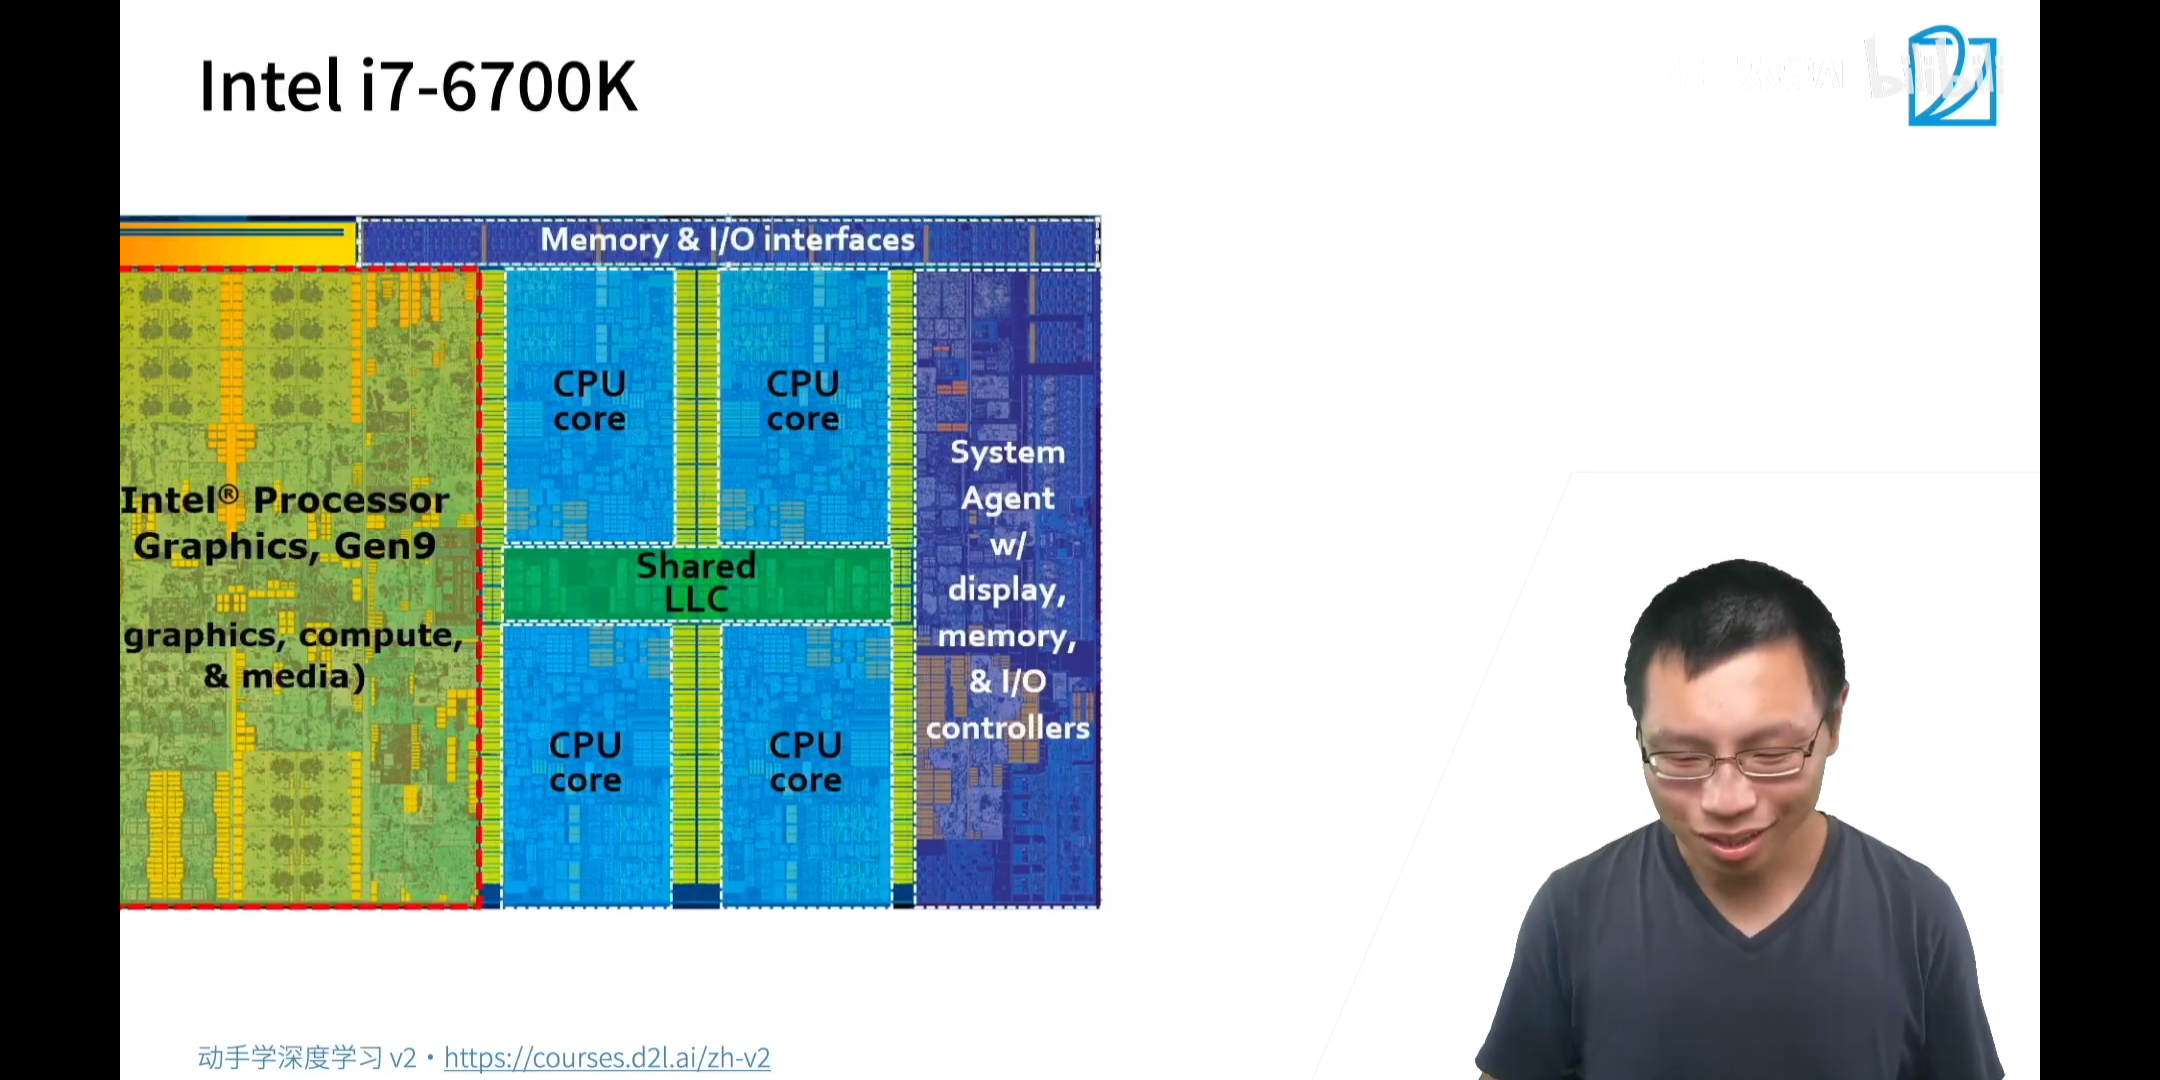 Intel i7-6700K
bilibili
Memory & I/O interfaces
CPU
core
CPU
core
Intel® Processor
Graphics, Gen9
graphics, compute,
& media)
Shared
LLC
CPU
core
CPU
core
System
Agent
w/
display,
memory,
& I/O
controllers
动手学深度学习 v2 • https://courses.d2l.ai/zh-v2